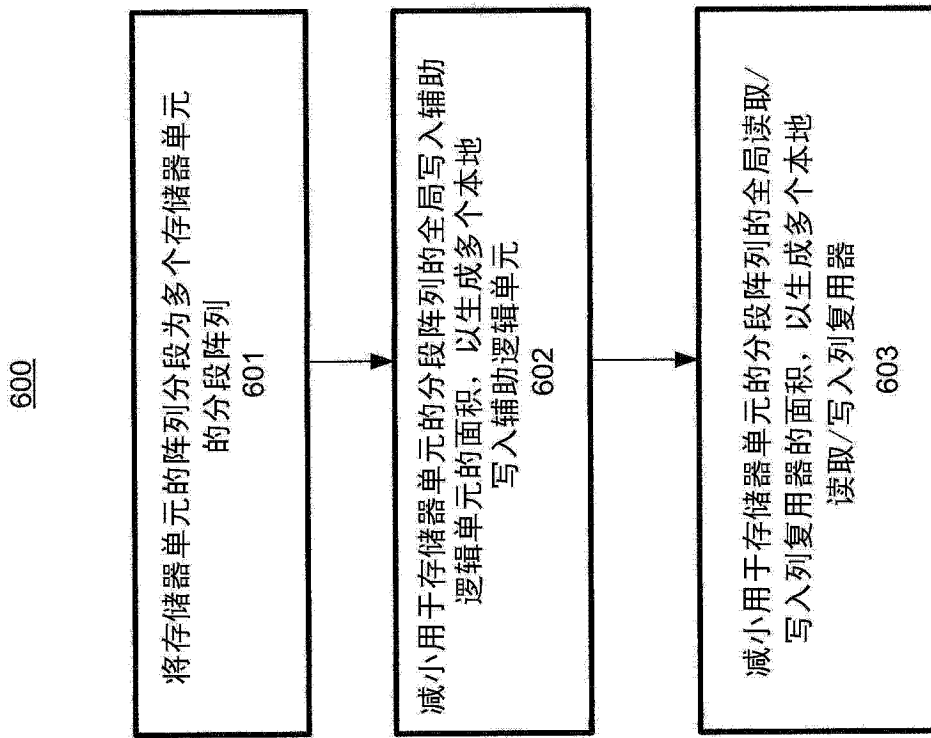 600
将存储器单元的阵列分段为多个存储器单元
的分段阵列
601
减小用于存储器单元的分段阵列的全局写入辅助
逻辑单元的面积，以生成多个本地
写入辅助逻辑单元
602
减小用于存储器单元的分段阵列的全局读取/
写入列复用器的面积，以生成多个本地
读取/写入列复用器
603